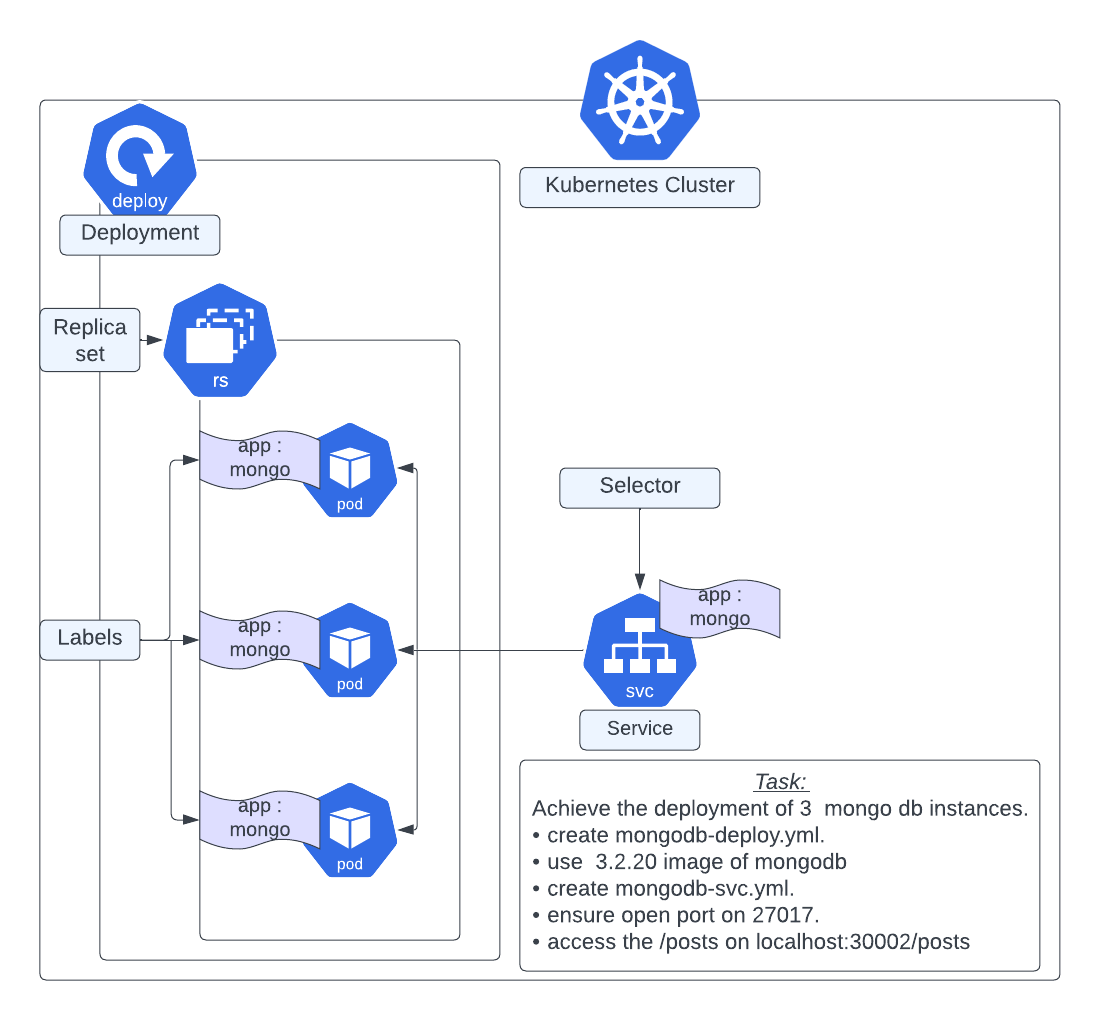 Kubernetes Cluster
deploy
Deployment
Replica
set
rs
app :
mongo
pod
Labels
app :
mongo
pod
app :
mongo
pod
Selector
app :
mongo
svc
Service
Task:
Achieve the deployment of 3  mongo db instances.
• create mongodb-deploy.yml.
• use  3.2.20 image of mongodb
• create mongodb-svc.yml.
• ensure open port on 27017.
• access the /posts on localhost:30002/posts